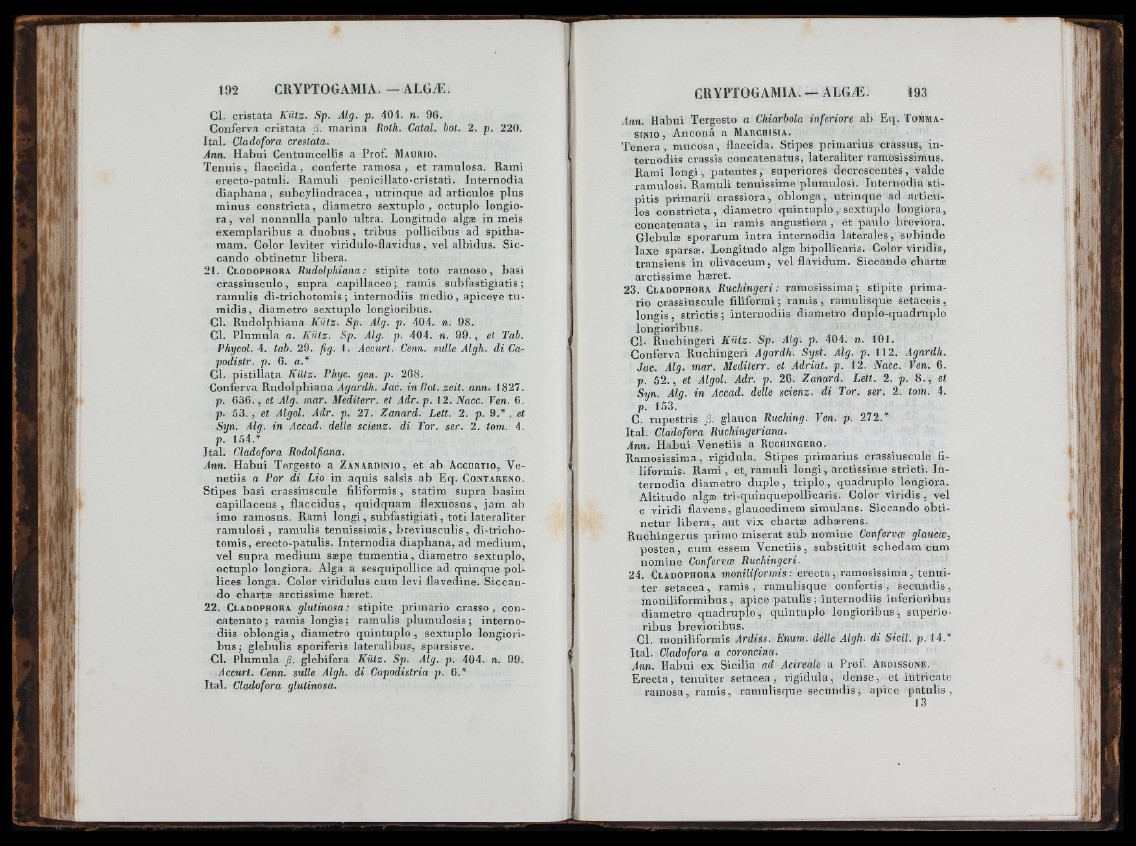 192 CRYPTOGAMIA. — ALGÆ.
Cl. cristata Kütz. Sp. Alg. p. 404. n. 96.
Conferva cristata β. marina Roth. Catal. bot. 2. p. 220.
Ital. Cladofora crestata.
Ann. Habui Centumcellis a Prof. MAURIO.
Tenuis, flaccida, conferte ramosa, et ramulosa. Rami
erecto-patuli. Ramuli penicillato-cristati. Internodia
diaphana, subcylindracea, utrinque ad articulos plus
minus constricta, diametro sextuplo, octuplo longio-
ra, vel nonnulla paulo ultra. Longitudo algæ in meis
exemplaribus a duobus, tribus pollicibus ad spitha-
mam. Color leviter viridulo-flavidus, vel albidus. Sic-
cando obtinetur libera.
21. CLODOPHORA Rudolphiana: stipite toto ramoso, basi
crassiusculo, supra capillaceo; ramis subfastigiatis;
ramulis di-trichotomis; internodiis medio, apiceve tu-
midis, diametro sextuplo longioribus.
Cl. Rudolphiana Kütz. Sp. Alg. p. 404. n. 98.
Cl. Plumula a. Kütz. Sp. Alg. p. 404. n. 99., et Tab.
Phycol. 4. tab. 29. fig. 1. Accurt. Cenn. sulle Algh. di Ca-
podistr. p. 6. a.*
Cl. pistillata Kütz. Phyc. gen. p. 268.
Conferva Rudolphiana Agardh. Jac. in Bot. zeit. ann. 1827.
p. 636., et Alg. mar. Mediterr. et Adr. p. 12. Nacc. Ven. 6.
p. 53., et Algol. Adr. p. 27. Zanard. Lett. 2. p. 9.*, et
Syn. Alg. in Accad. delle scienz. di Tor. ser. 2. tom. 4.
p. 154.*
Ital. Cladofora Rodolfiana.
Ann. Habui Tergesto a ZANARDINIO, et ab ACCURTIO, Ve-
netiis a Por di Lio in aquis salsis ab Eq. CONTARENO.
Stipes basi crassiuscule filiformis, statim supra basim
capillaceus, flaccidus, quidquam flexuosus, jam ab
imo ramosus. Rami longi, subfastigiati, toti lateraliter
ramulosi, ramulis tenuissimis, breviusculis, di-tricho-
tomis, erecto-patulis. Internodia diaphana, ad medium,
vel supra medium sæpe tumentia, diametro sextuplo,
octuplo longiora. Alga a sesquipollice ad quinque pol-
lices longa. Color viridulus cum levi flavedine. Siccan-
do chartæ arctissime hæret.
22. CLADOPHORA glutinosa: stipite primario crasso, con-
catenato; ramis longis; ramulis plumulosis; interno-
diis oblongis, diametro quintuplo, sextuplo longiori-
bus; glebulis sporiferis lateralibus, sparsisve.
Cl. Plumula β. glebifera Kütz. Sp. Alg. p. 404. n. 99.
Accurt. Cenn. sulle Algh. di Capodistria p. 6.*
Ital. Cladofora glutinosa.
CRYPTOGAMIA. — ALGÆ. 193
Ann. Habui Tergesto a Chiarbola inferiore ab Eq. TOMMA-
SINIO, Ancona a MARCHISIA.
Tenera, mucosa, flaccida. Stipes primarius crassus, in-
ternodiis crassis concatenatus, lateraliter ramosissimus.
Rami longi, patentes, superiores decrescentes, valde
ramulosi. Ramuli tenuissime plumulosi. Internodia sti-
pitis primarii crassiora, oblonga, utrinque ad articu-
los constricta, diametro quintuplo, sextuplo longiora,
concatenata, in ramis angustiora, et paulo breviora.
Glebulæ sporarum intra internodia laterales, subinde
laxe sparsæ. Longitudo algæ bipollicaris. Color viridis,
transiens in olivaceum, vel flavidum. Siccando chartæ
arctissime hæret.
23. CLADOPHORA Ruchingeri: ramosissima; stipite prima-
rio crassiuscule filiformi; ramis, ramulisque setaceis,
longis, strictis; internodiis diametro duplo-quadruplo
longioribus.
Cl. Ruchingeri Kütz. Sp. Alg. p. 404. n. 101.
Conferva Ruchingeri Agardh. Syst. Alg. p. 112. Agardh.
Jac. Alg. mar. Mediterr. et Adriat. p. 12. Nacc. Ven. 6.
p. 52., et Algol. Adr. p. 26. Zanard. Lett. 2. p. 8., et
Syn. Alg. in Accad. delle scienz. di Tor. ser. 2. tom. 4.
p. 153.
C. rupestris β. glauca Ruching. Ven. p. 272.*
Ital. Cladofora Ruchingeriana.
Ann. Habui Venetiis a RUCHINGERO.
Ramosissima, rigidula. Stipes primarius crassiuscule fi-
liformis. Rami, et ramuli longi, arctissime stricti. In-
ternodia diametro duplo, triplo, quadruplo longiora.
Altitudo algæ tri-quinquepollicaris. Color viridis, vel
e viridi flavens, glaucedinem simulans. Siccando obti-
netur libera, aut vix chartæ adhærens.
Ruchingerus primo miserat sub nomine Confervæ glaucæ,
postea, cum essem Venetiis, substituit schedam cum
nomine Confervæ Ruchingeri.
24. CLADOPHORA moniliformis: erecta, ramosissima, tenui-
ter setacea, ramis, ramulisque confertis, secundis,
moniliformibus, apice patulis; internodiis inferioribus
diametro quadruplo, quintuplo longioribus, superio-
ribus brevioribus.
Cl. moniliformis Ardiss. Enum. delle Algh. di Sicil. p. 14.*
Ital. Cladofora a coroncina.
Ann. Habui ex Sicilia ad Acireale a Prof. ARDISSONE.
Erecta, tenuiter setacea, rigidula, dense, et intricate
ramosa, ramis, ramulisque secundis, apice patulis,
13